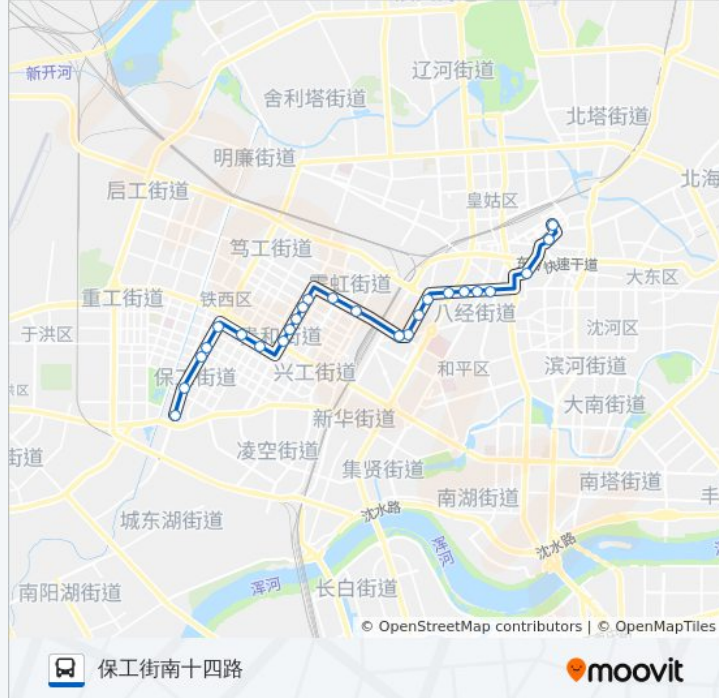 辽河街道
新开河
舍利塔街道
北塔街道
明廉街道
北海
启工街道
皇姑区
笃工街道
快速干道
霁虹街道
大东区
重工街道
铁西区
八经街道
于洪区
沈河区
兴工街道
和平区
滨河街道
保工街道
大南街道
新华街道
凌空街道
街道
集贤街道
南塔街道
南湖街道
丰
沈水路
城东湖街道
浑河
沈水路
南阳湖街道
浑河
长白街道
© OpenStreetMap contributors | © OpenMapTiles
保工街南十四路
moovit